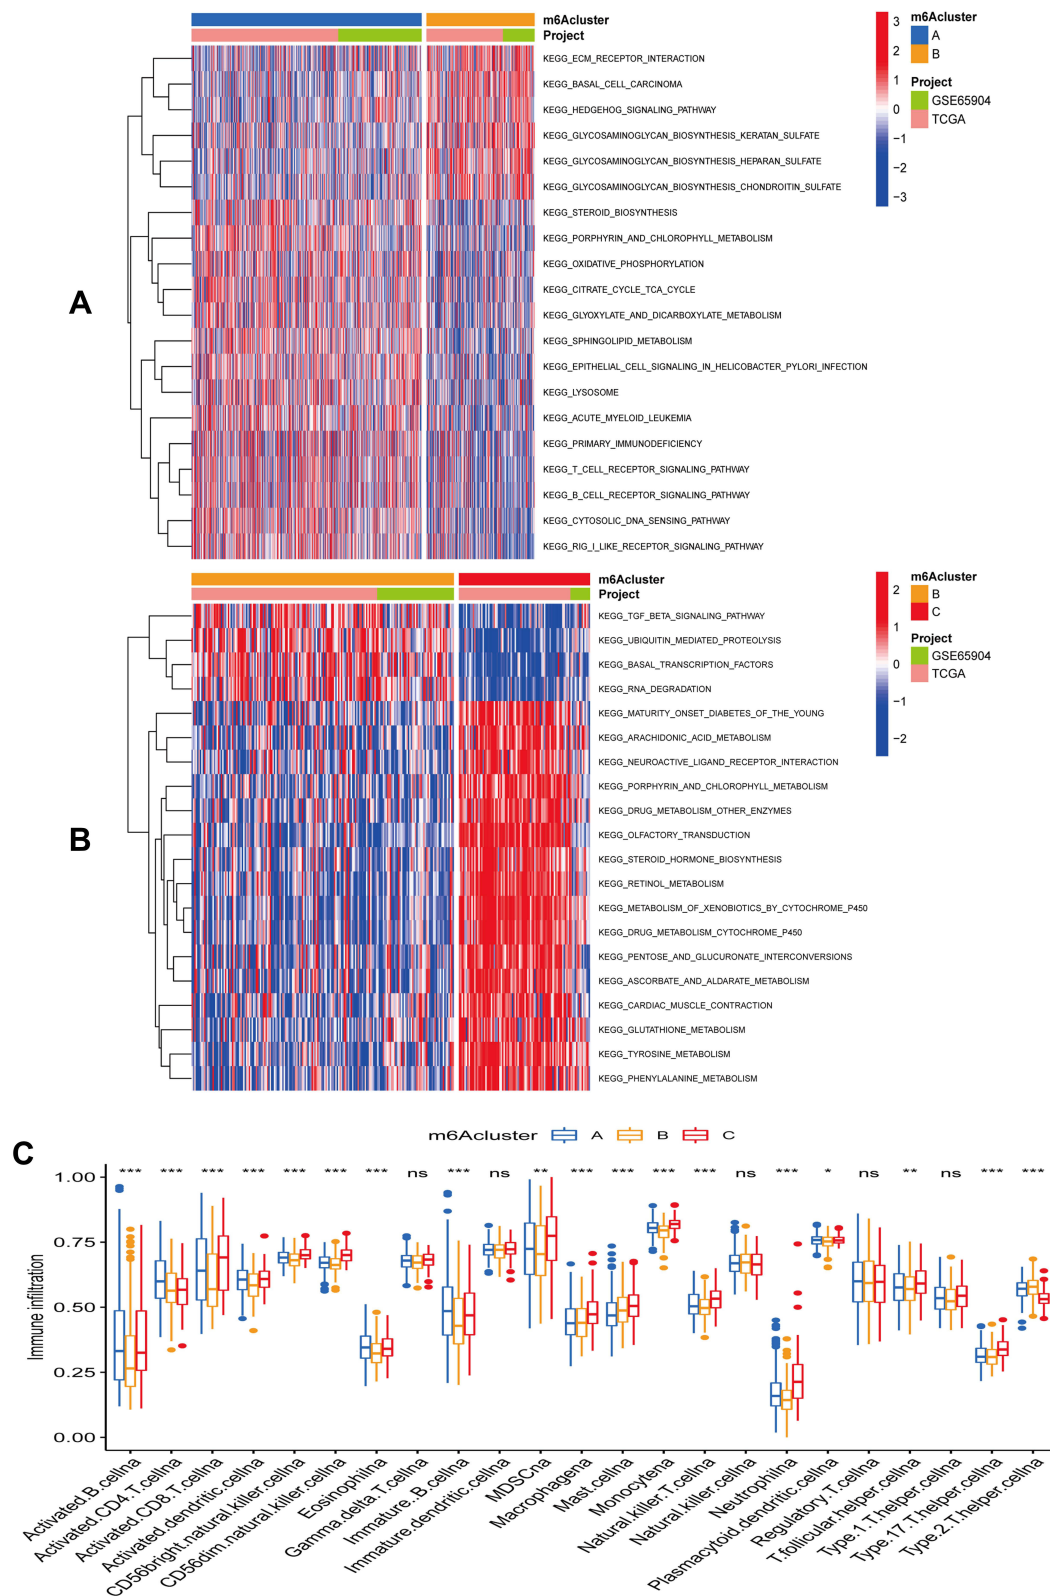 m6Acluster
Project
KEGG_ECM_RECEPTOR_INTERACTION
KEGG_BASAL_CELL_CARCINOMA
KEGG_HEDGEHOG_SIGNALING_PATHWAY
KEGG_GLYCOSAMINOGLYCAN_BIOSYNTHESIS_KERATAN_SULFATE
KEGG_GLYCOSAMINOGLYCAN_BIOSYNTHESIS_HEPARAN_SULFATE
KEGG_GLYCOSAMINOGLYCAN_BIOSYNTHESIS_CHONDROITIN_SULFATE
KEGG_STEROID_BIOSYNTHESIS
KEGG_PORPHYRIN_AND_CHLOROPHYLL_METABOLISM
KEGG_OXIDATIVE_PHOSPHORYLATION
KEGG_CITRATE_CYCLE_TCA_CYCLE
KEGG_GLYOXYLATE_AND_DICARBOXYLATE_METABOLISM
KEGG_SPHINGOLIPID_METABOLISM
KEGG_EPITHELIAL_CELL_SIGNALING_IN_HELICOBACTER_PYLORI_INFECTION
KEGG_LYSOSOME
KEGG_ACUTE_MYELOID_LEUKEMIA
KEGG_PRIMARY_IMMUNODEFICIENCY
KEGG_T_CELL_RECEPTOR_SIGNALING_PATHWAY
KEGG_B_CELL_RECEPTOR_SIGNALING_PATHWAY
KEGG_CYTOSOLIC_DNA_SENSING_PATHWAY
KEGG_RIG_I_LIKE_RECEPTOR_SIGNALING_PATHWAY
3
2
1
0
−1
−2
−3
m6Acluster
A
B
Project
GSE65904
TCGA
A
m6Acluster
Project
KEGG_TGF_BETA_SIGNALING_PATHWAY
KEGG_UBIQUITIN_MEDIATED_PROTEOLYSIS
KEGG_BASAL_TRANSCRIPTION_FACTORS
KEGG_RNA_DEGRADATION
KEGG_MATURITY_ONSET_DIABETES_OF_THE_YOUNG
KEGG_ARACHIDONIC_ACID_METABOLISM
KEGG_NEUROACTIVE_LIGAND_RECEPTOR_INTERACTION
KEGG_PORPHYRIN_AND_CHLOROPHYLL_METABOLISM
KEGG_DRUG_METABOLISM_OTHER_ENZYMES
KEGG_OLFACTORY_TRANSDUCTION
KEGG_STEROID_HORMONE_BIOSYNTHESIS
KEGG_RETINOL_METABOLISM
KEGG_METABOLISM_OF_XENOBIOTICS_BY_CYTOCHROME_P450
KEGG_DRUG_METABOLISM_CYTOCHROME_P450
KEGG_PENTOSE_AND_GLUCURONATE_INTERCONVERSIONS
KEGG_ASCORBATE_AND_ALDARATE_METABOLISM
KEGG_CARDIAC_MUSCLE_CONTRACTION
KEGG_GLUTATHIONE_METABOLISM
KEGG_TYROSINE_METABOLISM
KEGG_PHENYLALANINE_METABOLISM
2
1
0
−1
−2
m6Acluster
B
C
Project
GSE65904
TCGA
B
C
m6Acluster A B C
*** *** *** *** *** *** *** ns *** ns ** *** *** *** *** ns *** * ns ** ns *** ***
Immune infiltration
1.00
0.75
0.50
0.25
0.00
Activated.B.cellna
Activated.CD4.T.cellna
Activated.CD8.T.cellna
Activated.dendritic.cellna
CD56bright.natural.killer.cellna
CD56dim.natural.killer.cellna
Eosinophilna
Gamma.delta.T.cellna
Immature..B.cellna
Immature.dendritic.cellna
MDSCna
Macrophagena
Mast.cellna
Monocytena
Natural.killer.T.cellna
Natural.killer.cellna
Neutrophilna
Plasmacytoid.dendritic.cellna
Regulatory.T.cellna
T.follicular.helper.cellna
Type.1.T.helper.cellna
Type.17.T.helper.cellna
Type.2.T.helper.cellna